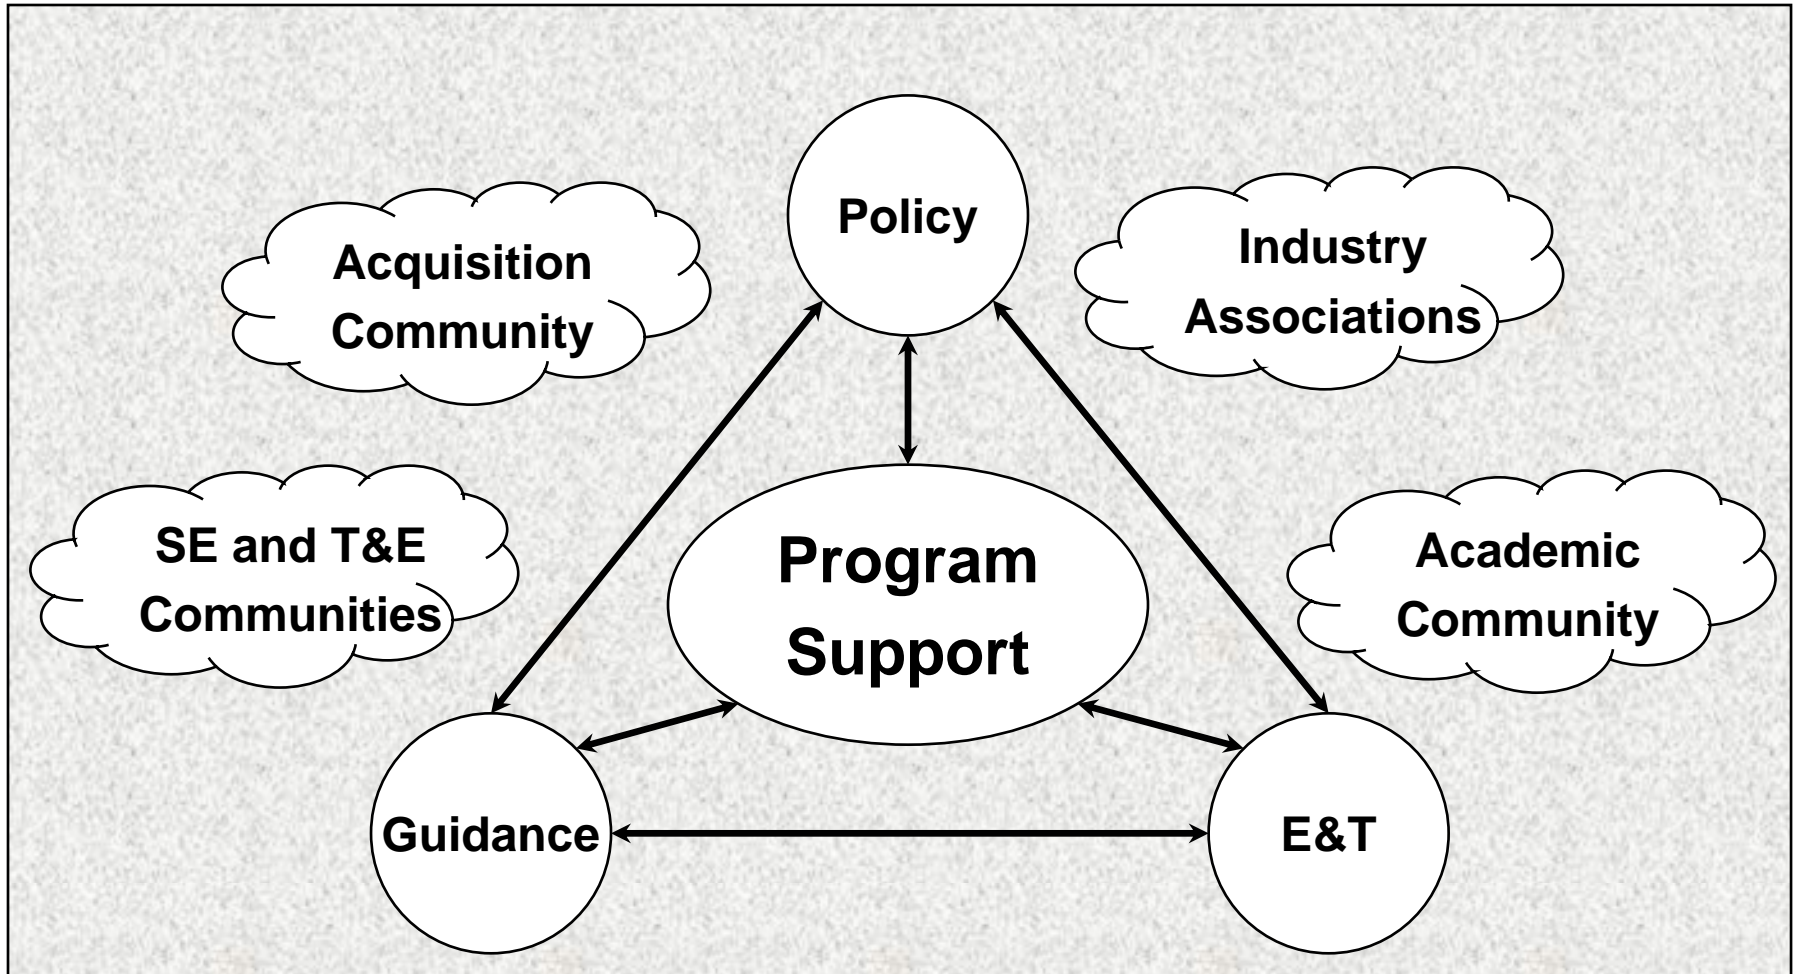 Policy
Acquisition
Community
Industry
Associations
SE and T&E
Communities
Program
Support
Academic
Community
Guidance
E&T